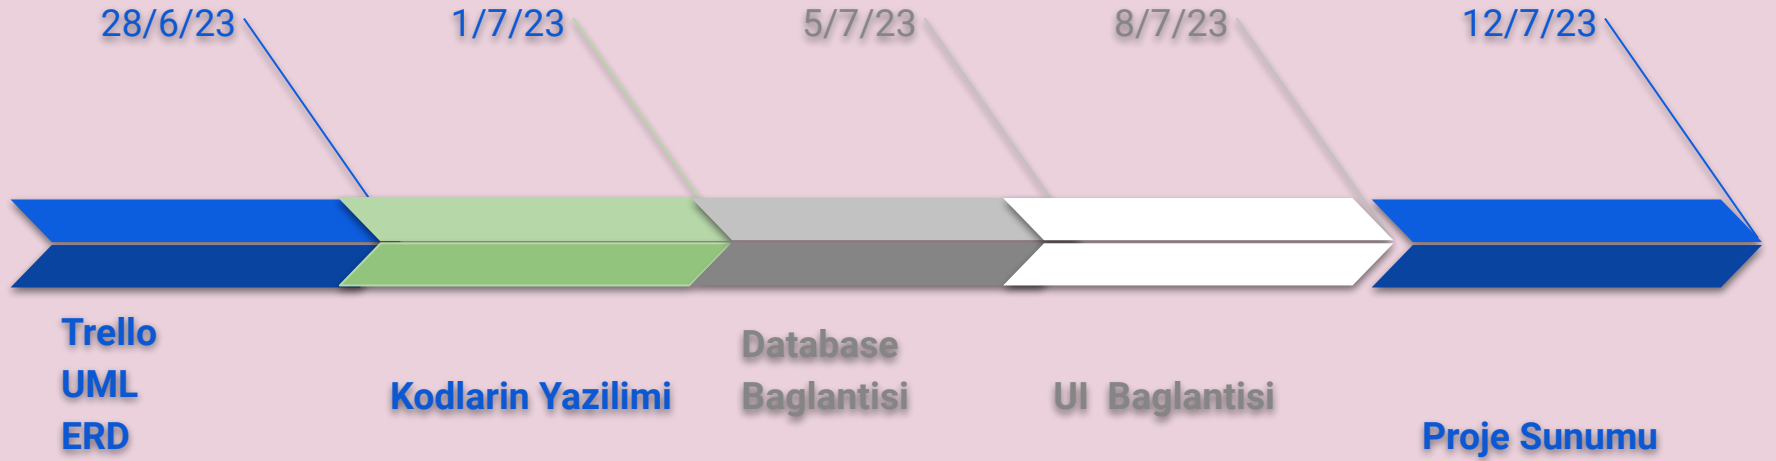 28/6/23
1/7/23
5/7/23
8/7/23
12/7/23
Trello
UML
ERD
Kodlarin Yazilimi
Database
Baglantisi
UI Baglantisi
Proje Sunumu